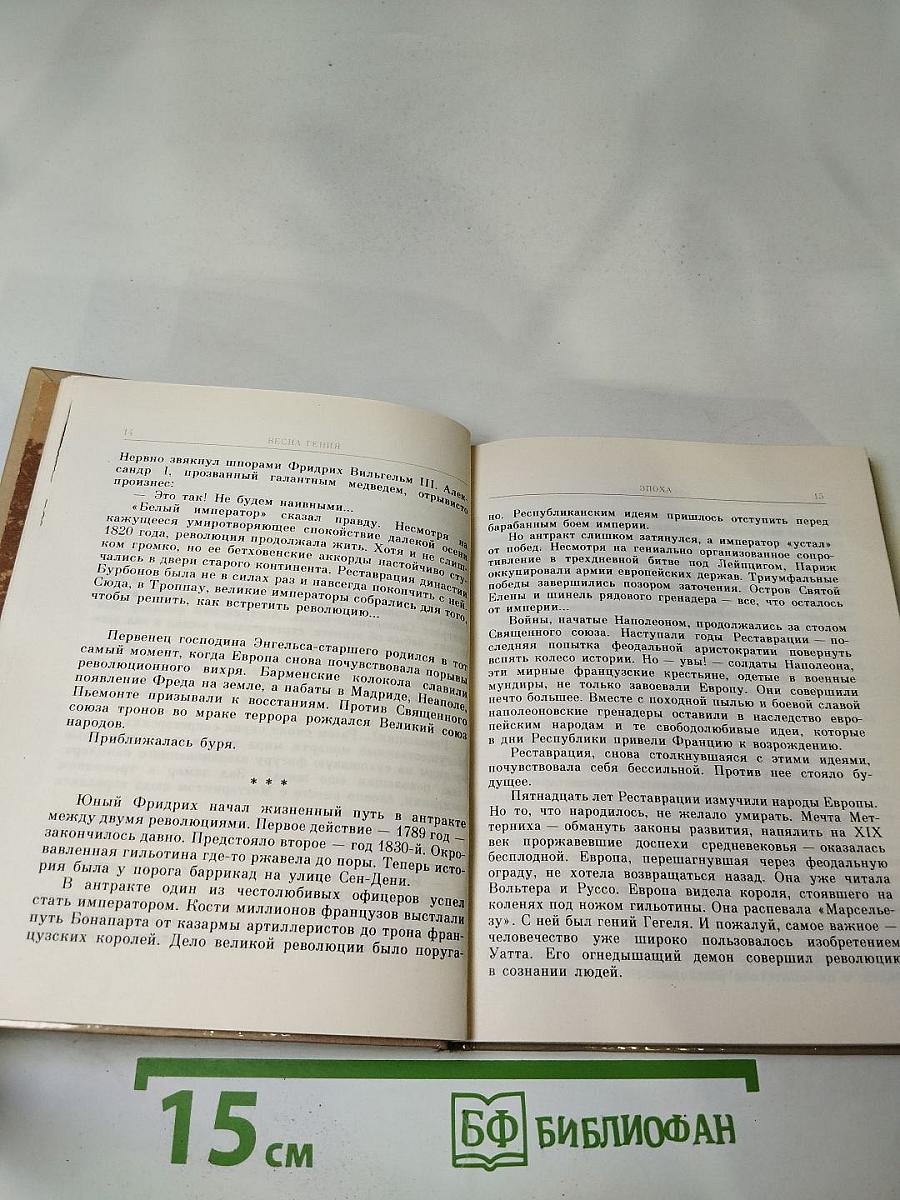 14
ВЕСНА ГЕНИЯ
Нервно звякнул шпорами Фридрих Вильгельм III. Алек-
сандр I, прозванный галантным медведем, отрывисто
произнес:
— Это так! Не будем наивными...
«Белый император» сказал правду. Несмотря на
кажущееся умиротворяющее спокойствие далекой осени
1820 года, революция продолжала жить. Хотя и не слиш-
ком громко, но ее бетховенские аккорды настойчиво сту-
чались в двери старого континента. Реставрация династии
Бурбонов была не в силах раз и навсегда покончить с ней.
Сюда, в Троппау, великие императоры собрались для того,
чтобы решить, как встретить революцию...
Первенец господина Энгельса-старшего родился в тот
самый момент, когда Европа снова почувствовала порывы
революционного вихря. Барменские колокола славили
появление Фреда на земле, а набаты в Мадриде, Неаполе,
Пьемонте призывали к восстаниям. Против Священного
союза тронов во мраке террора рождался Великий союз
народов.
Приближалась буря.
* * *
Юный Фридрих начал жизненный путь в антракте
между двумя революциями. Первое действие — 1789 год —
закончилось давно. Предстояло второе — год 1830-й. Окро-
вавленная гильотина где-то ржавела до поры. Теперь исто-
рия была у порога баррикад на улице Сен-Дени.
В антракте один из честолюбивых офицеров успел
стать императором. Кости миллионов французов выстлали
путь Бонапарта от казармы артиллеристов до трона фран-
цузских королей. Дело великой революции было поруга-
ЭПОХА
15
но. Республиканским идеям пришлось отступить перед
барабанным боем империи.
Но антракт слишком затянулся, а император «устал»
от побед. Несмотря на гениально организованное сопро-
тивление в трехдневной битве под Лейпцигом, Париж
оккупировали армии европейских держав. Триумфальные
победы завершились позором заточения. Остров Святой
Елены и шинель рядового гренадера — все, что осталось
от империи...
Войны, начатые Наполеоном, продолжались за столом
Священного союза. Наступали годы Реставрации — по-
следняя попытка феодальной аристократии повернуть
вспять колесо истории. Но — увы! — солдаты Наполеона,
эти мирные французские крестьяне, одетые в военные
мундиры, не только завоевали Европу. Они совершили
нечто большее. Вместе с походной пылью и боевой славой
наполеоновские гренадеры оставили в наследство евро-
пейским народам и те свободолюбивые идеи, которые
в дни Республики привели Францию к возрождению.
Реставрация, снова столкнувшаяся с этими идеями,
почувствовала себя бессильной. Против нее стояло бу-
дущее.
Пятнадцать лет Реставрации измучили народы Европы.
Но то, что народилось, не желало умирать. Мечта Мет-
терниха — обмануть законы развития, напялить на XIX
век проржавевшие доспехи средневековья — оказалась
бесплодной. Европа, перешагнувшая через феодальную
ограду, не хотела возвращаться назад. Она уже читала
Вольтера и Руссо. Европа видела короля, стоявшего на
коленях под ножом гильотины. Она распевала «Марселье-
зу». С ней был гений Гегеля. И пожалуй, самое важное —
человечество уже широко пользовалось изобретением
Уатта. Его огнедышащий демон совершил революцию
в сознании людей.
15 см
БФ БИБЛИОФАН